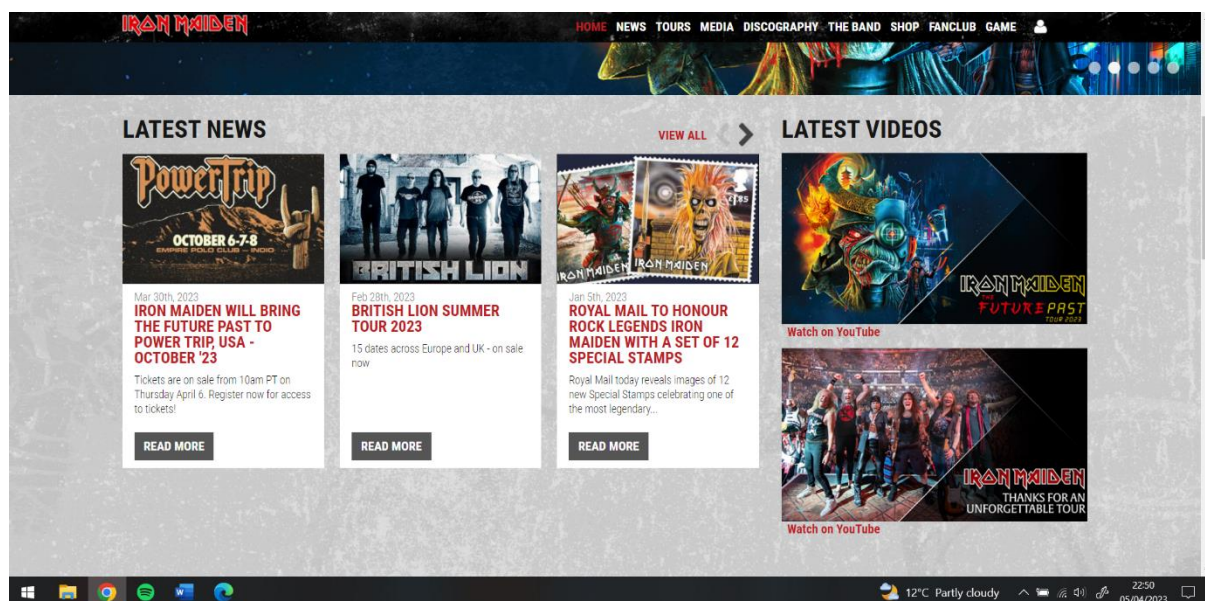 IRON MAIDEN
HOME NEWS TOURS MEDIA DISCOGRAPHY THE BAND SHOP FANCLUB GAME
LATEST NEWS
VIEW ALL
PowerTrip
OCTOBER 6-7-8
EMPIRE POLO CLUB — INDIO
Mar 30th, 2023
IRON MAIDEN WILL BRING
THE FUTURE PAST TO
POWER TRIP, USA -
OCTOBER '23
Tickets are on sale from 10am PT on
Thursday April 6. Register now for access
to tickets!
READ MORE
BRITISH LION
Feb 28th, 2023
BRITISH LION SUMMER
TOUR 2023
15 dates across Europe and UK - on sale
now
READ MORE
IRON MAIDEN
IRON MAIDEN
£1.85
Jan 5th, 2023
ROYAL MAIL TO HONOUR
ROCK LEGENDS IRON
MAIDEN WITH A SET OF 12
SPECIAL STAMPS
Royal Mail today reveals images of 12
new Special Stamps celebrating one of
the most legendary...
READ MORE
LATEST VIDEOS
IRON MAIDEN
THE
FUTURE PAST
TOUR 2023
Watch on YouTube
IRON MAIDEN
THANKS FOR AN
UNFORGETTABLE TOUR
Watch on YouTube
12°C Partly cloudy
22:50
05/04/2023